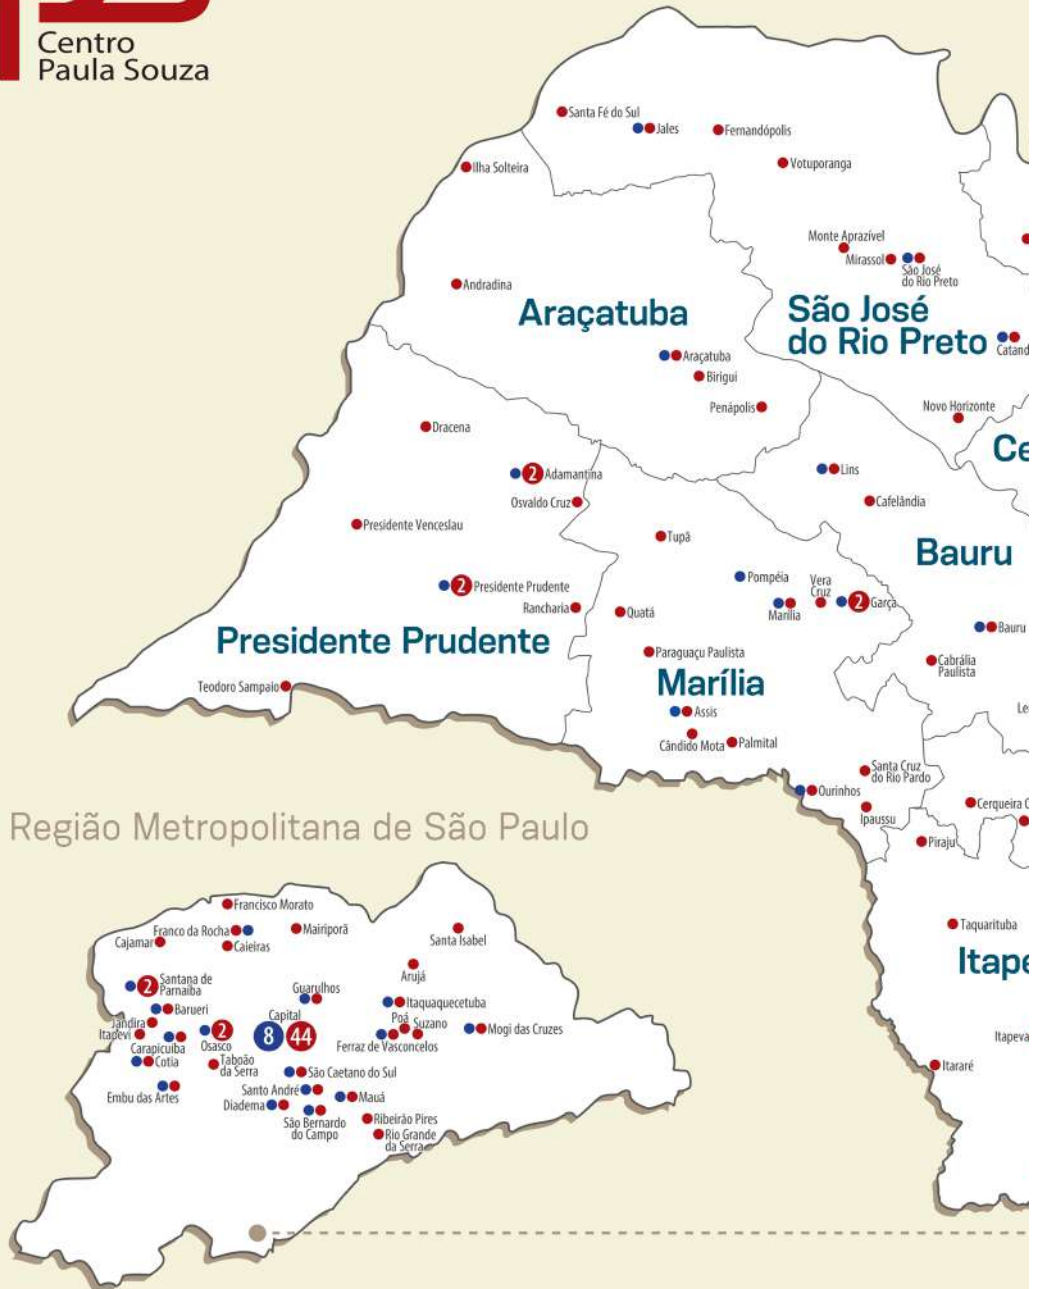 Centro
Paula Souza
Santa Fé do Sul
Jales
Fernandópolis
Votuporanga
Ilha Solteira
Monte Aprazível
Mirassol
São José
do Rio Preto
Andradina
Araçatuba
São José
do Rio Preto
Catand
Araçatuba
Birigui
Penápolis
Novo Horizonte
Dracena
Ce
2 Adamantina
Lins
Osvaldo Cruz
Cafelândia
Presidente Venceslau
Tupã
Bauru
Pompéia
Vera
Cruz
2 Presidente Prudente
Rancharia
Quatá
Marília
2 Garça
Bauru
Presidente Prudente
Paraguaçu Paulista
Cabrália
Paulista
Marília
Teodoro Sampaio
Assis
Le
Cândido Mota
Palmital
Santa Cruz
do Rio Pardo
Ourinhos
Ipaussu
Cerqueira C
Piraju
Região Metropolitana de São Paulo
Francisco Morato
Franco da Rocha
Mairiporã
Cajamar
Caieiras
Santa Isabel
Taquarituba
Arujá
Itape
2 Santana de
Parnaíba
Guarulhos
Itaquaquecetuba
Barueri
Capital
Poá
Suzano
Jandira
Itapevi
2
Osasco
8 44
Mogi das Cruzes
Itapeva
Carapicuíba
Ferraz de Vasconcelos
Cotia
Taboão
da Serra
São Caetano do Sul
Itararé
Embu das Artes
Santo André
Mauá
Diadema
São Bernardo
do Campo
Ribeirão Pires
Rio Grande
da Serra